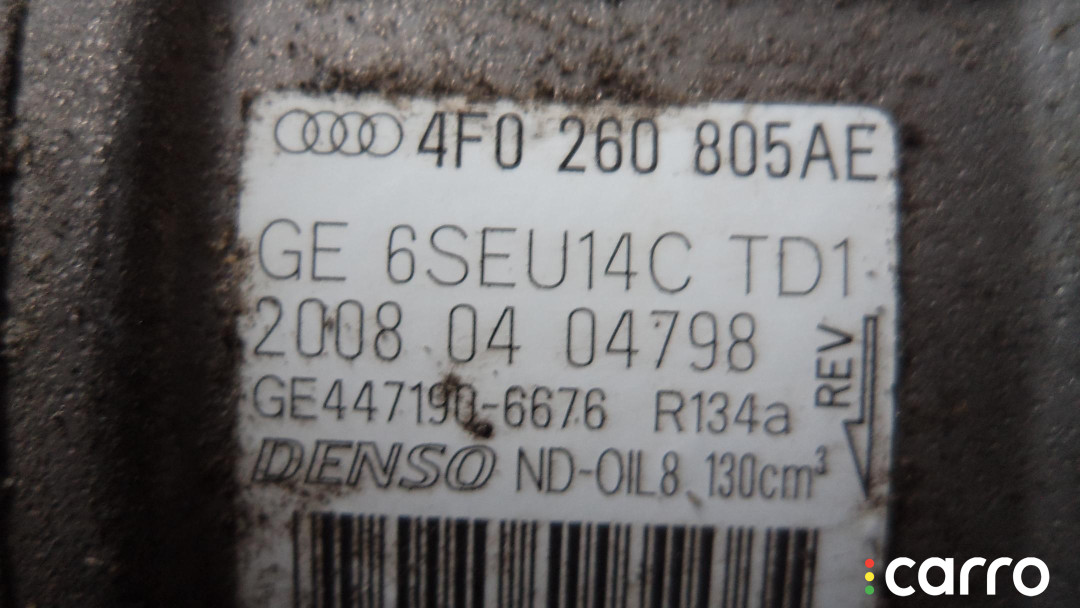 4F0 260 805AE
GE 6SEU14C TD1
2008 04 04798
GE447190-6676 R134a
REV
DENSO ND-OIL8 130cm³
carro